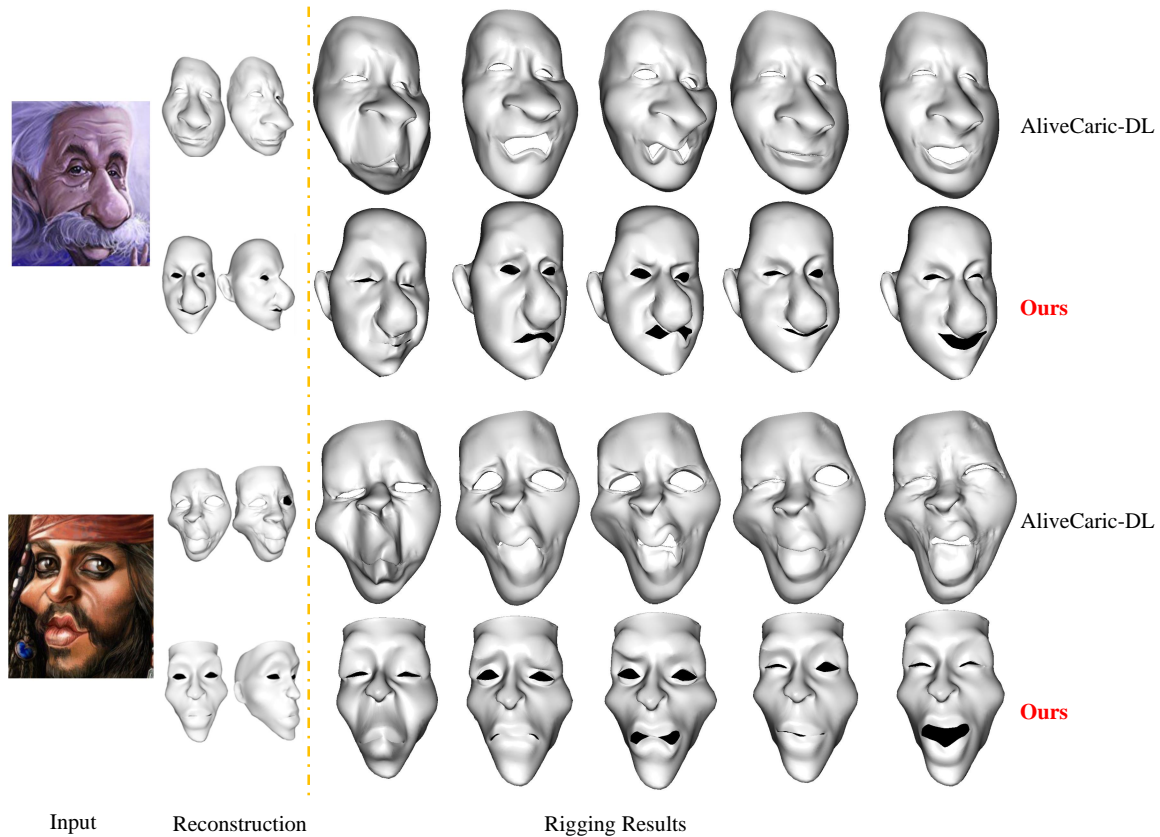 AliveCaric-DL
Ours
AliveCaric-DL
Ours
Input
Reconstruction
Rigging Results